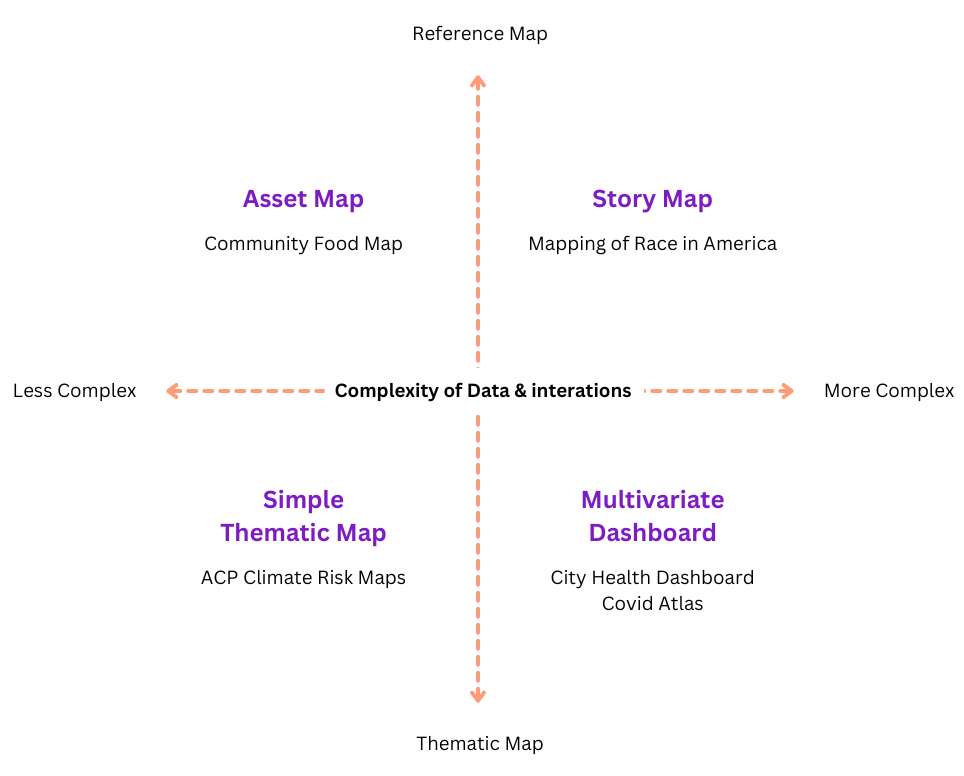 Reference Map
Asset Map
Community Food Map
Story Map
Mapping of Race in America
Less Complex
Complexity of Data & interations
More Complex
Simple
Thematic Map
ACP Climate Risk Maps
Multivariate
Dashboard
City Health Dashboard
Covid Atlas
Thematic Map